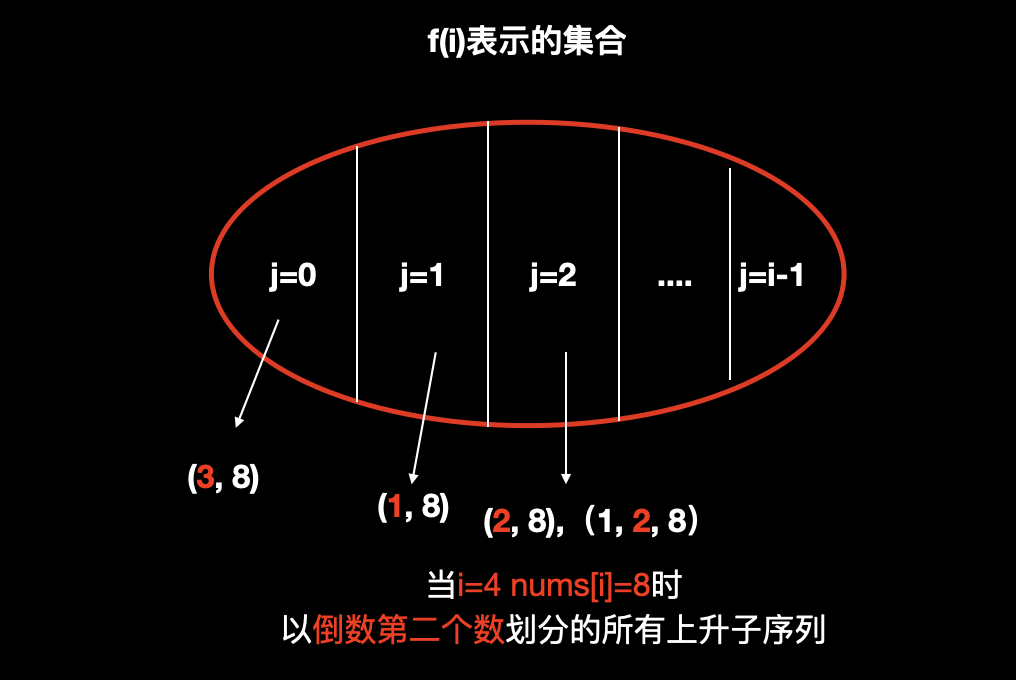 f(i)表示的集合
j=0 j=1 j=2 .... j=i-1
(3, 8)
(1, 8)
(2, 8),（1, 2, 8）
当i=4 nums[i]=8时
以倒数第二个数划分的所有上升子序列